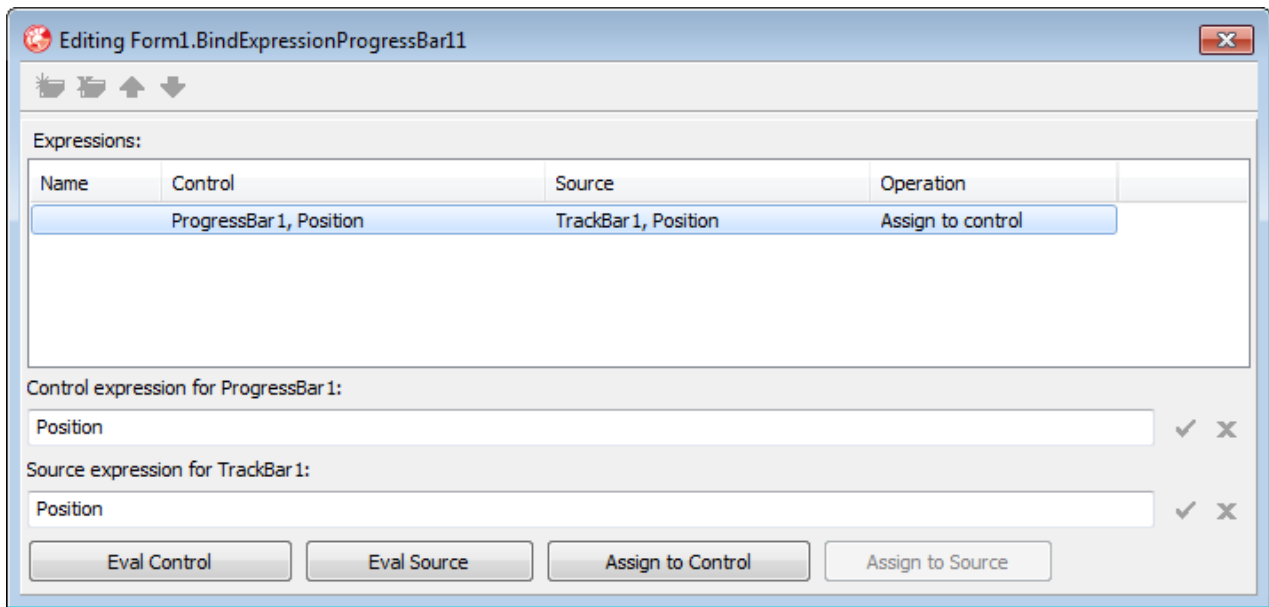 Editing Form1.BindExpressionProgressBar11
Expressions:
Name Control Source Operation
ProgressBar1, Position TrackBar1, Position Assign to control
Control expression for ProgressBar1:
Position
Source expression for TrackBar1:
Position
Eval Control Eval Source Assign to Control Assign to Source